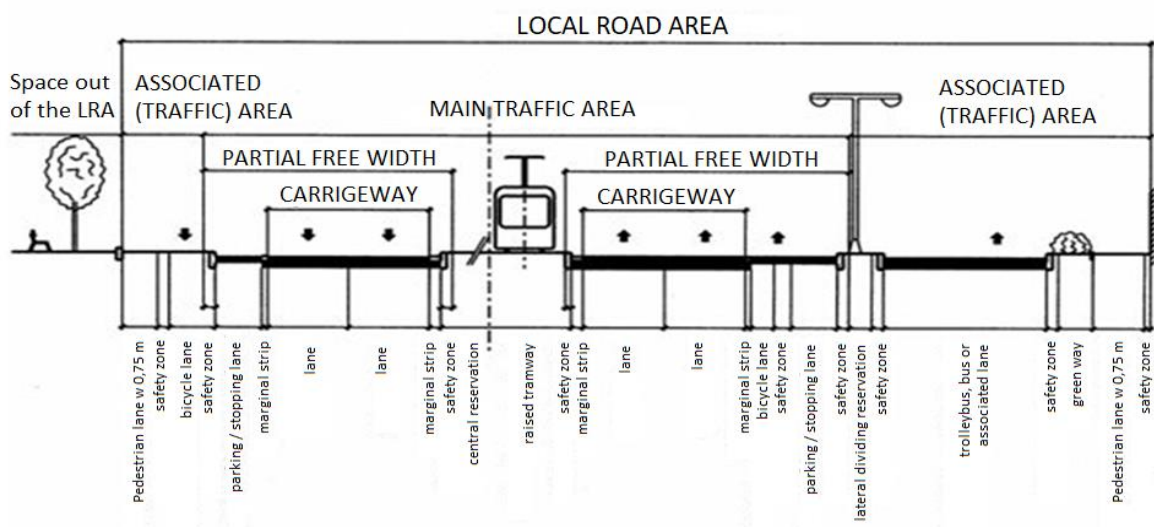 LOCAL ROAD AREA
Space out
of the LRA
ASSOCIATED
(TRAFFIC) AREA
MAIN TRAFFIC AREA
ASSOCIATED
(TRAFFIC) AREA
PARTIAL FREE WIDTH
PARTIAL FREE WIDTH
CARRIGEWAY
CARRIGEWAY
Pedestrian lane w 0,75 m
safety zone
bicycle lane
safety zone
parking / stopping lane
marginal strip
lane
lane
marginal strip
safety zone
central reservation
raised tramway
safety zone
marginal strip
lane
lane
marginal strip
bicycle lane
safety zone
parking / stopping lane
safety zone
lateral dividing reservation
safety zone
trolleybus, bus or
associated lane
safety zone
green way
Pedestrian lane w 0,75 m
safety zone